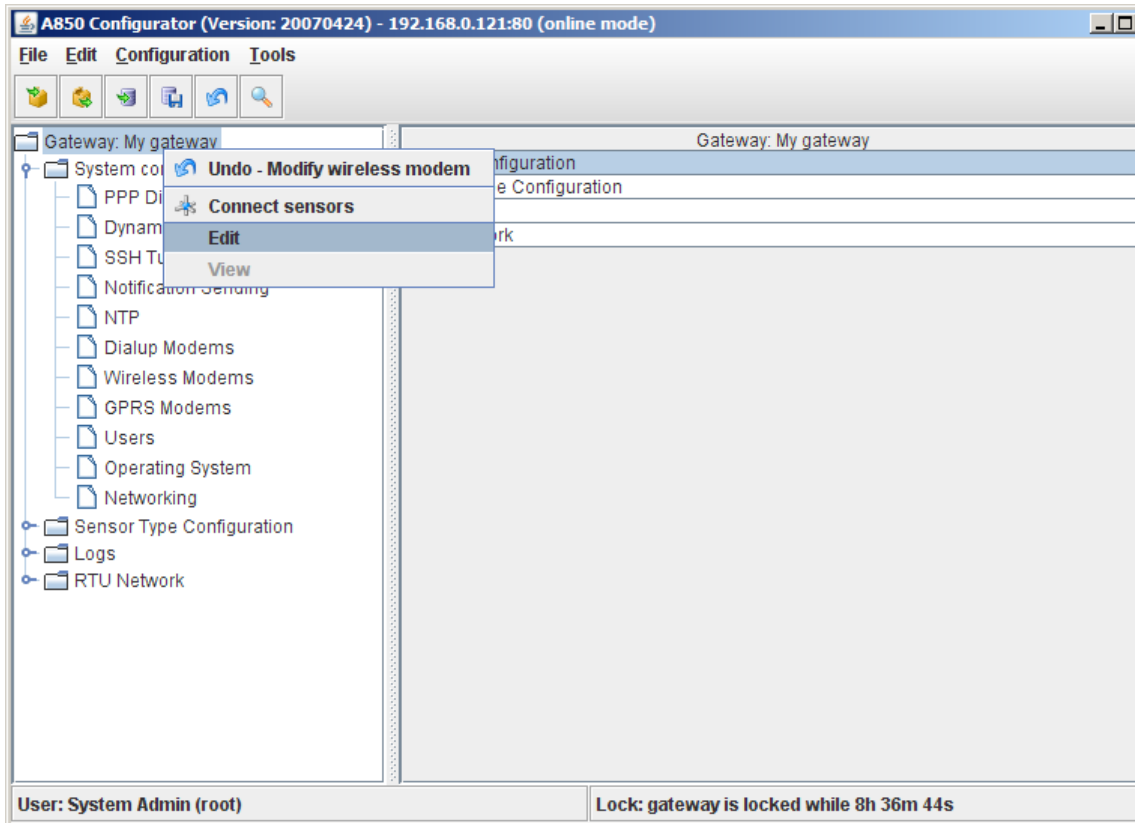 A850 Configurator (Version: 20070424) - 192.168.0.121:80 (online mode)
File Edit Configuration Tools
Gateway: My gateway
System con
PPP Di
Dynam
SSH Tu
Notification Sending
NTP
Dialup Modems
Wireless Modems
GPRS Modems
Users
Operating System
Networking
Sensor Type Configuration
Logs
RTU Network
Undo - Modify wireless modem
Connect sensors
Edit
View
Gateway: My gateway
nfiguration
e Configuration
rk
User: System Admin (root)
Lock: gateway is locked while 8h 36m 44s